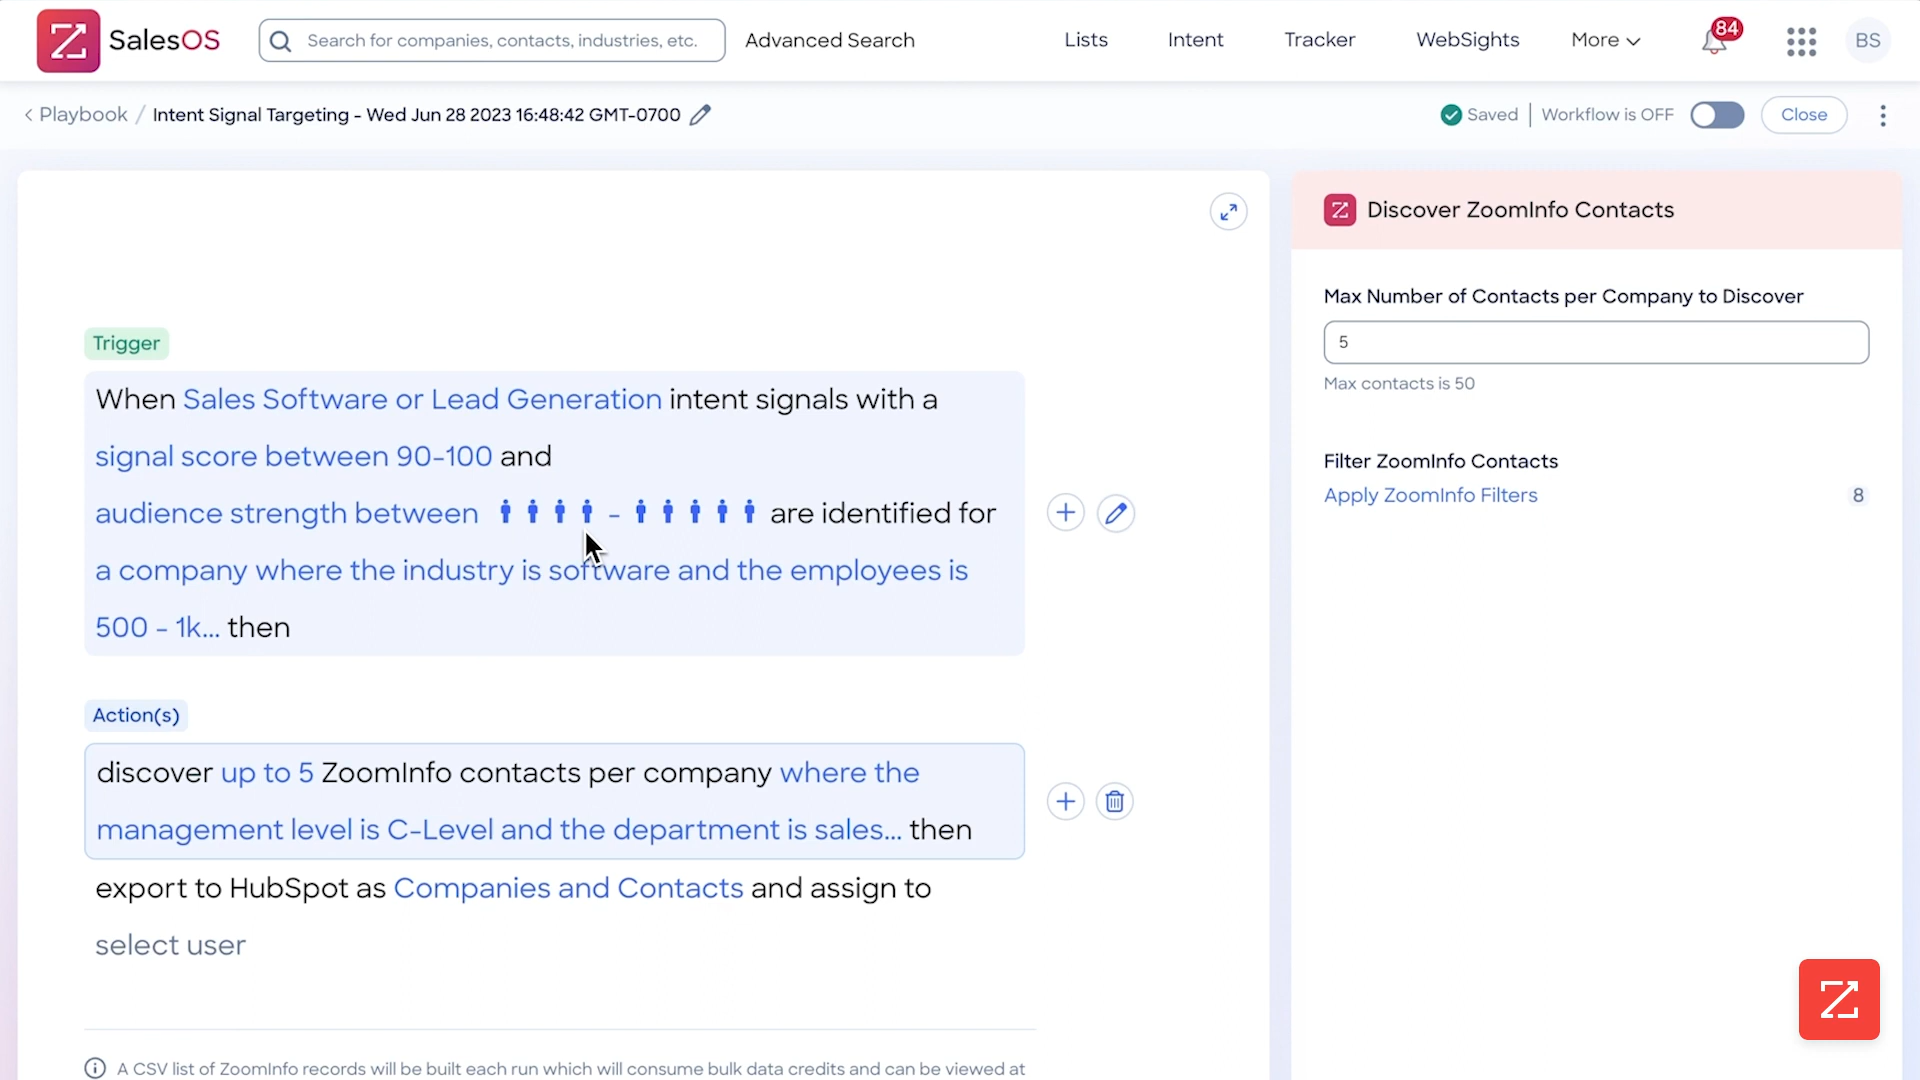 SalesOS
Search for companies, contacts, industries, etc.
Advanced Search
Lists
Intent
Tracker
WebSights
More
84
BS
Playbook / Intent Signal Targeting - Wed Jun 28 2023 16:48:42 GMT-0700
Saved
Workflow is OFF
Close
Trigger
When Sales Software or Lead Generation intent signals with a
signal score between 90-100 and
audience strength between - are identified for
a company where the industry is software and the employees is
500 - 1k... then
Action(s)
discover up to 5 ZoomInfo contacts per company where the
management level is C-Level and the department is sales... then
export to HubSpot as Companies and Contacts and assign to
select user
A CSV list of ZoomInfo records will be built each run which will consume bulk data credits and can be viewed at
Discover ZoomInfo Contacts
Max Number of Contacts per Company to Discover
5
Max contacts is 50
Filter ZoomInfo Contacts
Apply ZoomInfo Filters
8